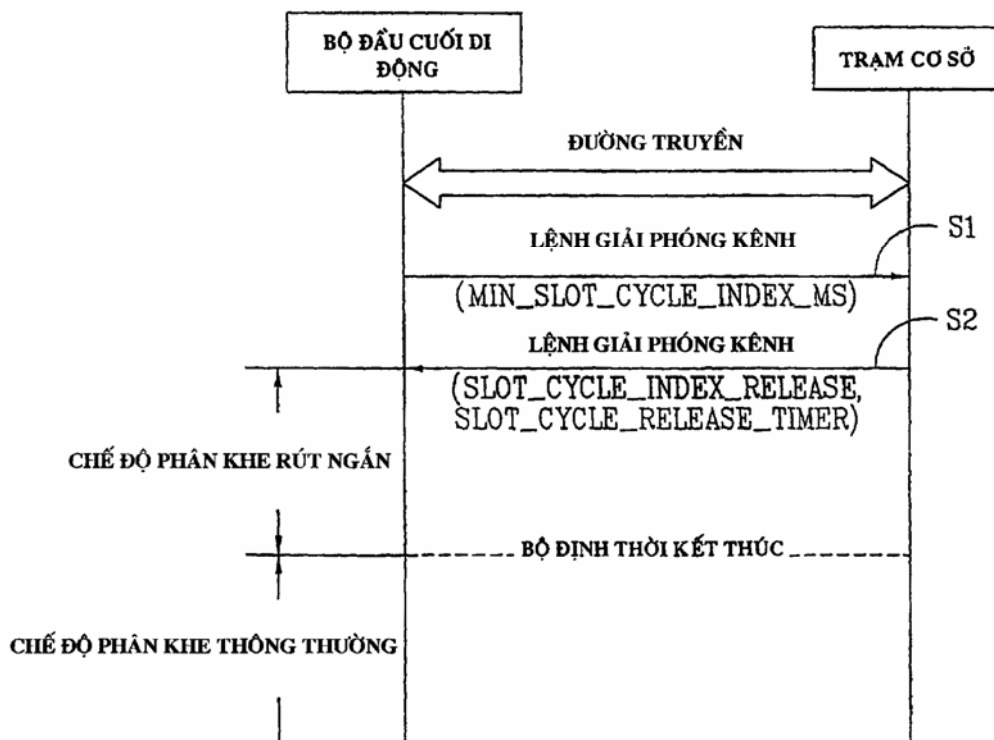 BỘ ĐẦU CUỐI DI
ĐỘNG
TRẠM CƠ SỞ
ĐƯỜNG TRUYỀN
LỆNH GIẢI PHÓNG KÊNH
S1
(MIN_SLOT_CYCLE_INDEX_MS)
S2
LỆNH GIẢI PHÓNG KÊNH
(SLOT_CYCLE_INDEX_RELEASE,
SLOT_CYCLE_RELEASE_TIMER)
CHẾ ĐỘ PHÂN KHE RÚT NGẮN
BỘ ĐỊNH THỜI KẾT THÚC
CHẾ ĐỘ PHÂN KHE THÔNG THƯỜNG